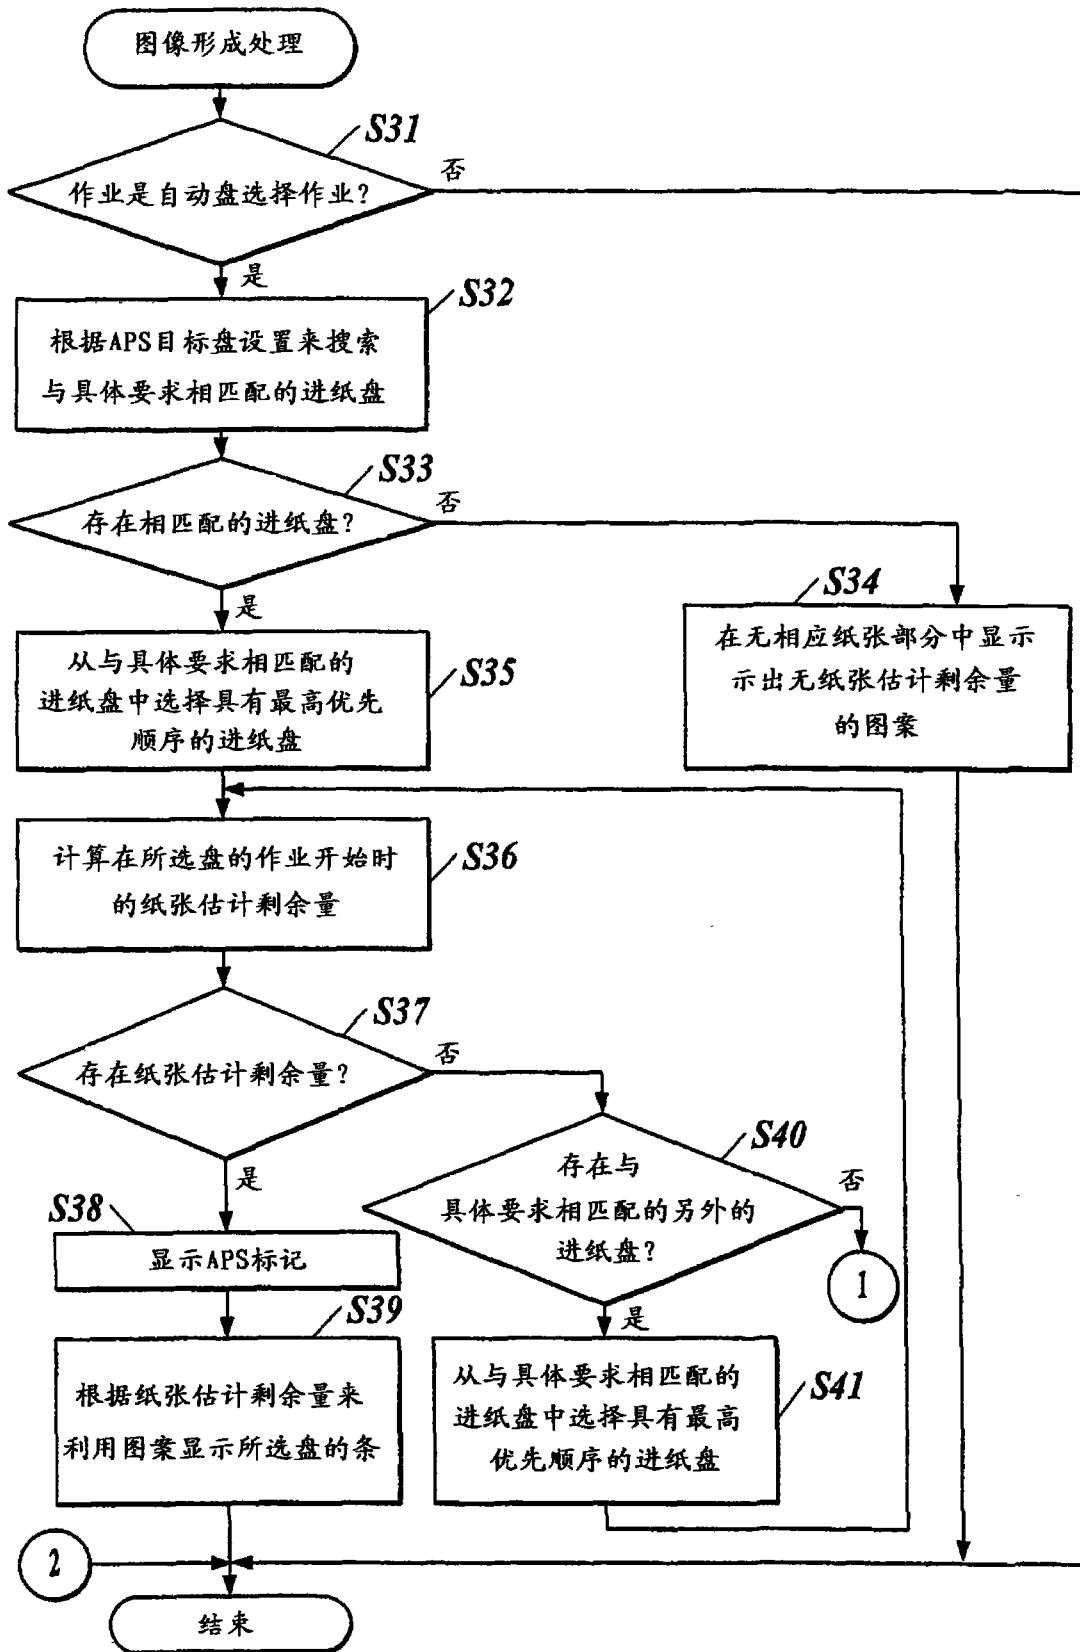 图像形成处理
S31
作业是自动盘选择作业？
否
是
S32
根据APS目标盘设置来搜索
与具体要求相匹配的进纸盘
S33
存在相匹配的进纸盘？
否
是
S34
在无相应纸张部分中显示
示出无纸张估计剩余量
的图案
S35
从与具体要求相匹配的
进纸盘中选择具有最高优先
顺序的进纸盘
S36
计算在所选盘的作业开始时
的纸张估计剩余量
S37
存在纸张估计剩余量？
否
是
S40
存在与
具体要求相匹配的另外的
进纸盘？
否
1
是
S38
显示APS标记
S39
根据纸张估计剩余量来
利用图案显示所选盘的条
S41
从与具体要求相匹配的
进纸盘中选择具有最高
优先顺序的进纸盘
2
结束